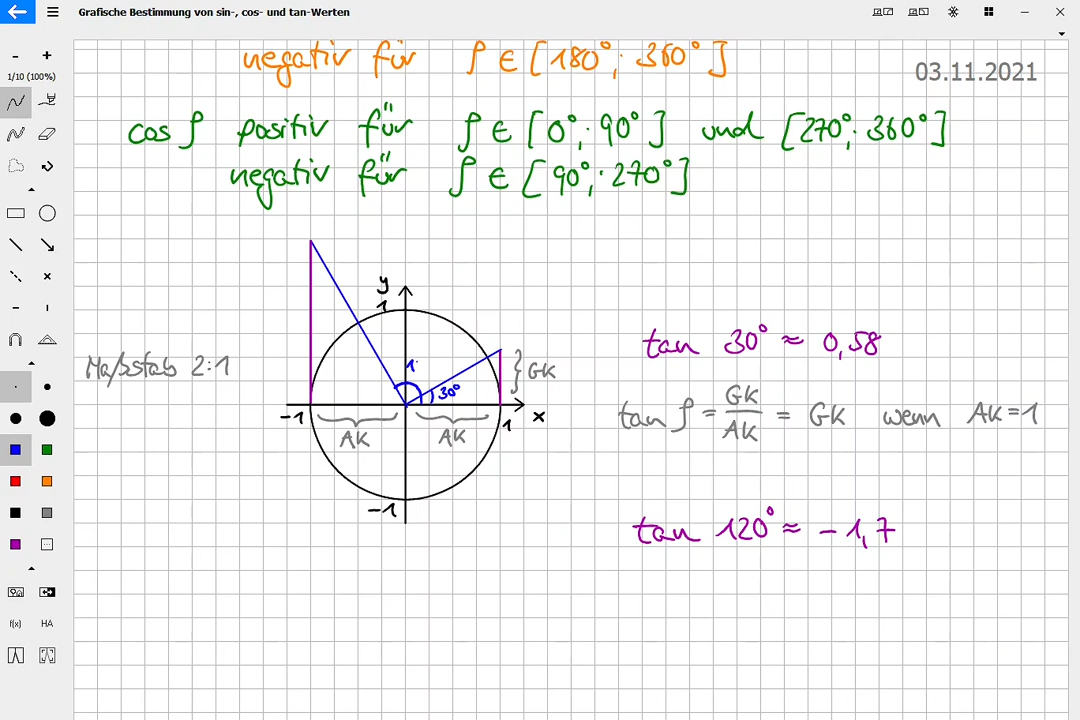 Grafische Bestimmung von sin-, cos- und tan-Werten
1/10 (100%)
03.11.2021
negativ für ρ ∈ [180°; 360°]
cos ρ positiv für ρ ∈ [0°; 90°] und [270°; 360°]
negativ für ρ ∈ [90°; 270°]
y
1
Maßstab 2:1
1
30°
} GK
-1
1
x
AK
AK
-1
tan 30° ≈ 0,58
tan ρ = GK/AK = GK wenn AK=1
tan 120° ≈ -1,7
f(x)
HA